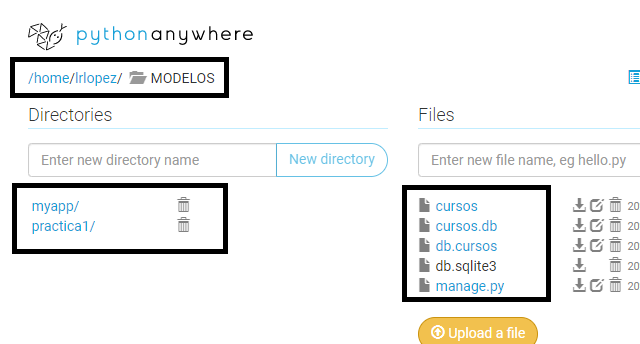 pythonanywhere
/home/lrlopez/ MODELOS
Directories
Enter new directory name
New directory
myapp/
practica1/
Files
Enter new file name, eg hello.py
cursos
20
cursos.db
20
db.cursos
20
db.sqlite3
20
manage.py
20
Upload a file